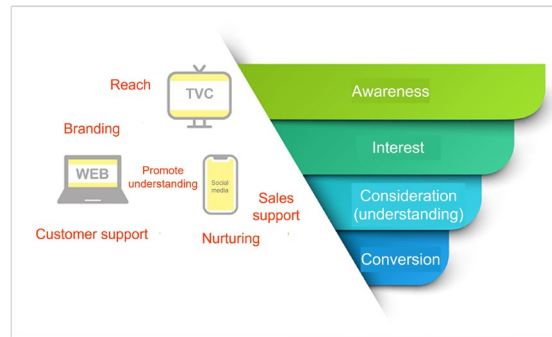 Reach
TVC
Branding
WEB
Promote
understanding
Social
media
Sales
support
Customer support
Nurturing
Awareness
Interest
Consideration
(understanding)
Conversion